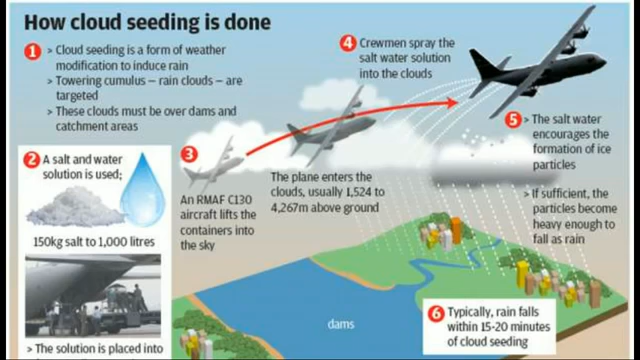 How cloud seeding is done
1
> Cloud seeding is a form of weather
modification to induce rain
> Towering cumulus — rain clouds — are
targeted
> These clouds must be over dams and
catchment areas
2 A salt and water
solution is used;
150kg salt to 1,000 litres
> The solution is placed into
3
An RMAF C130
aircraft lifts the
containers into
the sky
The plane enters the
clouds, usually 1,524 to
4,267m above ground
4 Crewmen spray the
salt water solution
into the clouds
5 > The salt water
encourages the
formation of ice
particles
> If sufficient, the
particles become
heavy enough to
fall as rain
dams
6 Typically, rain falls
within 15-20 minutes
of cloud seeding